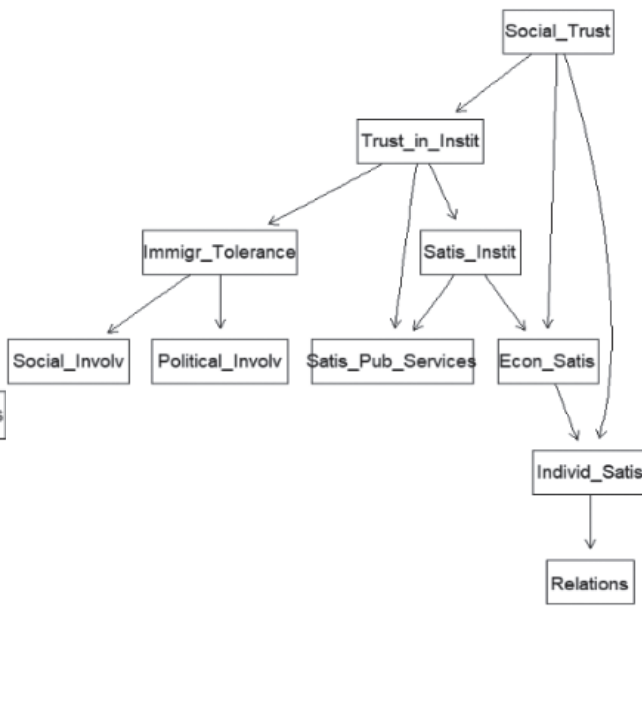 Social_Trust
Trust_in_Instit
Immigr_Tolerance
Satis_Instit
Social_Involv
Political_Involv
Satis_Pub_Services
Econ_Satis
Individ_Satis
Relations